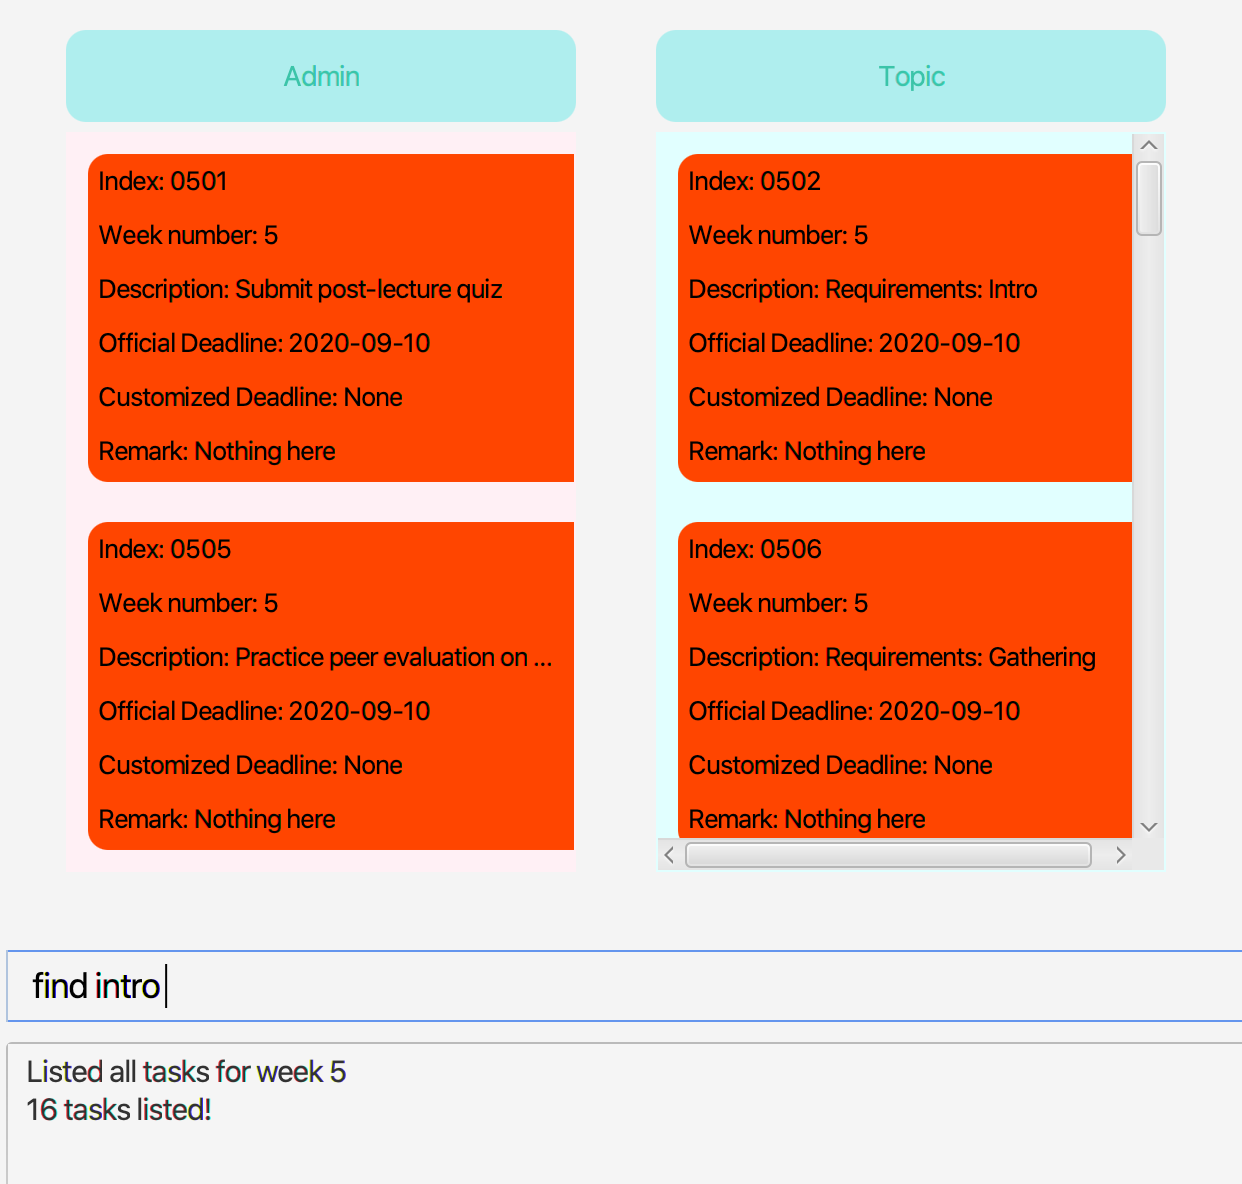 Admin
Index: 0501
Week number: 5
Description: Submit post-lecture quiz
Official Deadline: 2020-09-10
Customized Deadline: None
Remark: Nothing here
Index: 0505
Week number: 5
Description: Practice peer evaluation on ...
Official Deadline: 2020-09-10
Customized Deadline: None
Remark: Nothing here
Topic
Index: 0502
Week number: 5
Description: Requirements: Intro
Official Deadline: 2020-09-10
Customized Deadline: None
Remark: Nothing here
Index: 0506
Week number: 5
Description: Requirements: Gathering
Official Deadline: 2020-09-10
Customized Deadline: None
Remark: Nothing here
find intro
Listed all tasks for week 5
16 tasks listed!